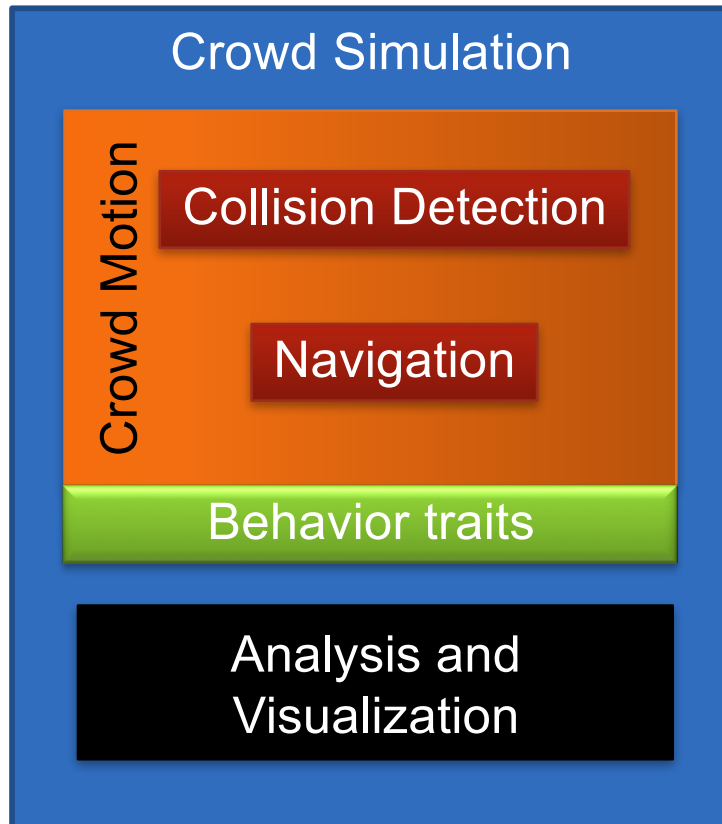 Crowd Simulation
Crowd Motion
Collision Detection
Navigation
Behavior traits
Analysis and
Visualization